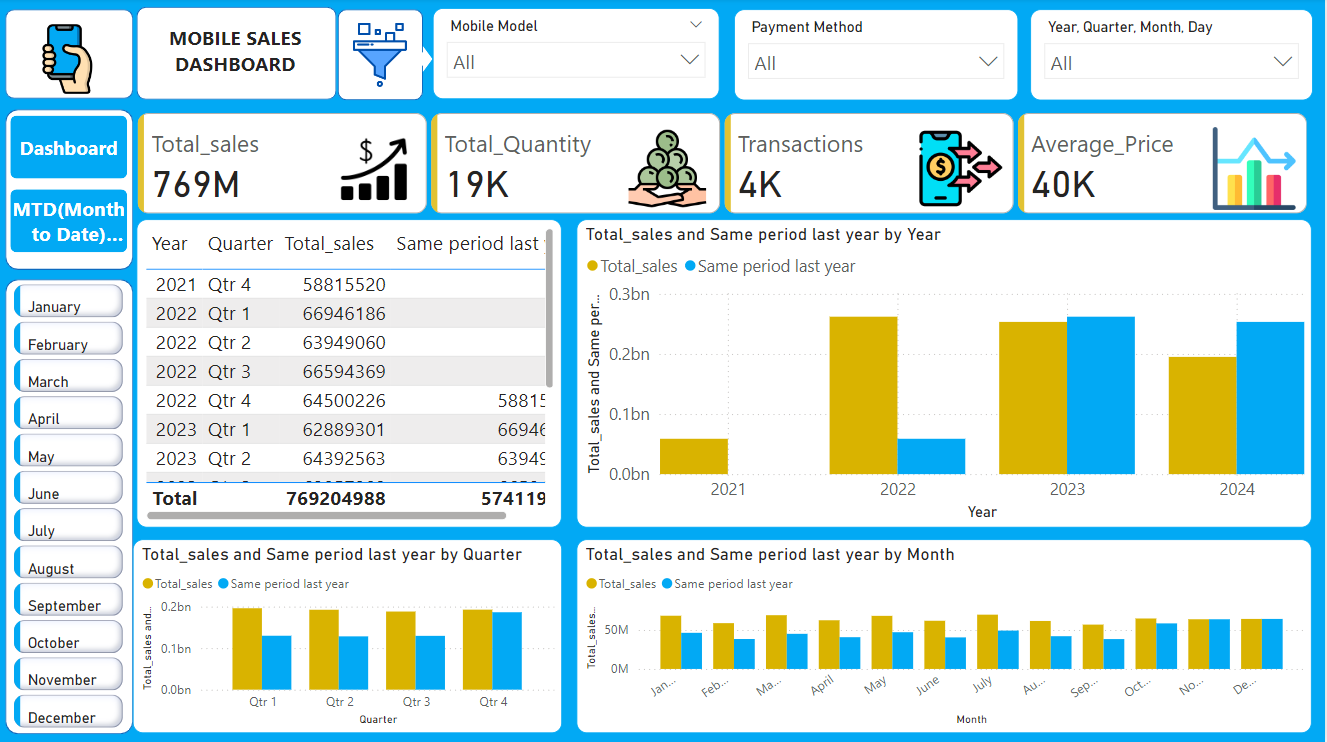 MOBILE SALES
DASHBOARD
Mobile Model
All
Payment Method
All
Year, Quarter, Month, Day
All
Dashboard
MTD(Month
to Date)...
Total_sales
769M
$
Total_Quantity
19K
Transactions
4K
$
Average_Price
40K
January
February
March
April
May
June
July
August
September
October
November
December
Year Quarter Total_sales Same period last
2021 Qtr 4 58815520
2022 Qtr 1 66946186
2022 Qtr 2 63949060
2022 Qtr 3 66594369
2022 Qtr 4 64500226 58815
2023 Qtr 1 62889301 66946
2023 Qtr 2 64392563 63949
Total 769204988 574119
Total_sales and Same period last year by Year
Total_sales Same period last year
Total_sales and Same per...
0.3bn
0.2bn
0.1bn
0.0bn
2021 2022 2023 2024
Year
Total_sales and Same period last year by Quarter
Total_sales Same period last year
Total_sales and...
0.2bn
0.1bn
0.0bn
Qtr 1 Qtr 2 Qtr 3 Qtr 4
Quarter
Total_sales and Same period last year by Month
Total_sales Same period last year
Total_sales...
50M
0M
Jan... Feb... Ma... April May June July Au... Sep... Oct... No... De...
Month